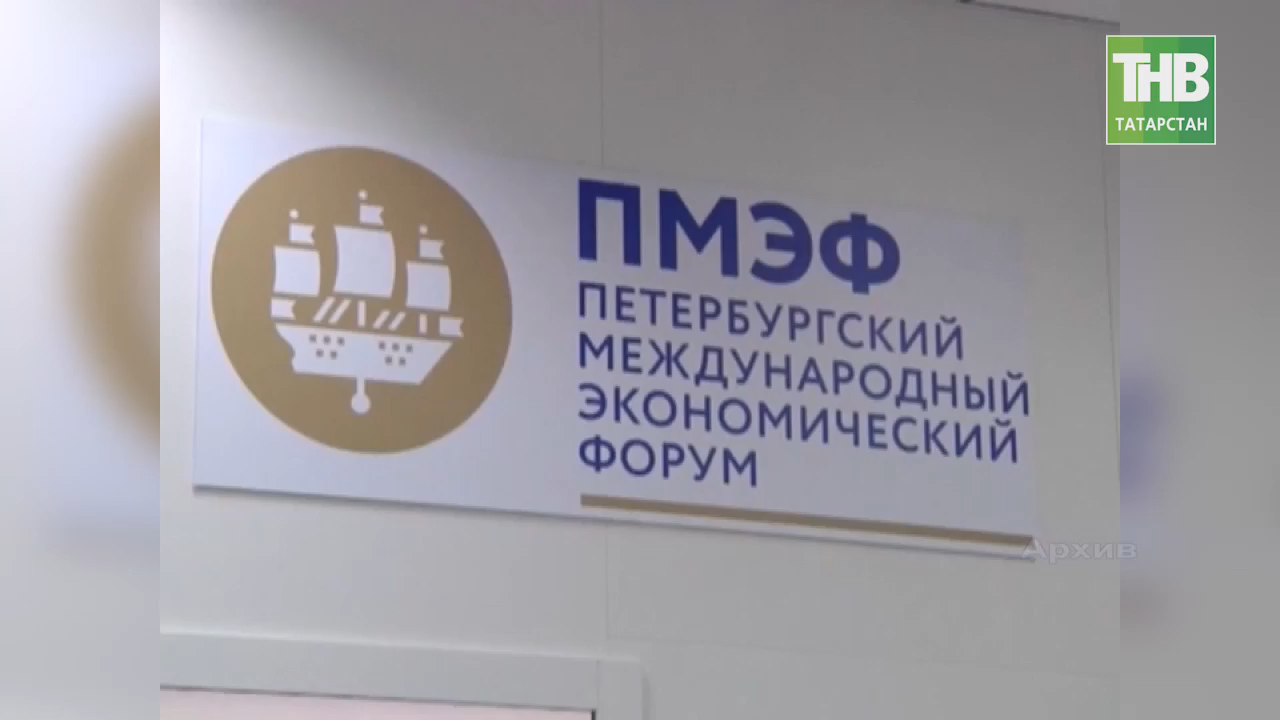 ТНВ
ТАТАРСТАН
ПМЭФ
ПЕТЕРБУРГСКИЙ
МЕЖДУНАРОДНЫЙ
ЭКОНОМИЧЕСКИЙ
ФОРУМ
Архив